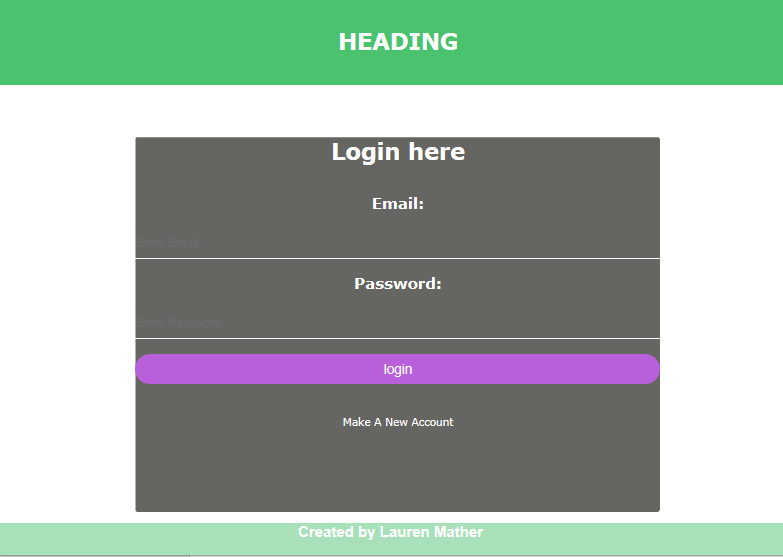 HEADING
Login here
Email:
Enter Email
Password:
Enter Password
login
Make A New Account
Created by Lauren Mather